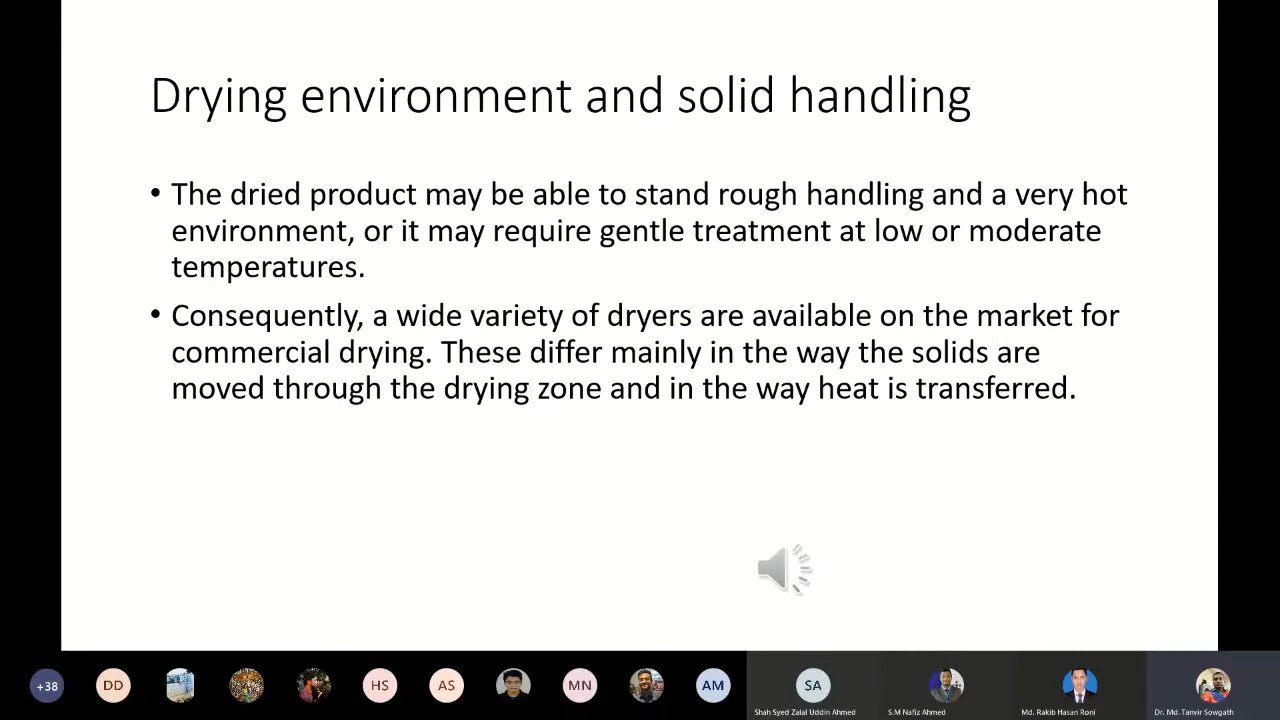 Drying environment and solid handling
• The dried product may be able to stand rough handling and a very hot
environment, or it may require gentle treatment at low or moderate
temperatures.
• Consequently, a wide variety of dryers are available on the market for
commercial drying. These differ mainly in the way the solids are
moved through the drying zone and in the way heat is transferred.
+38
DD
HS
AS
MN
AM
SA
Shah Syed Zalal Uddin Ahmed
S.M Nafiz Ahmed
Md. Rakib Hasan Roni
Dr. Md. Tanvir Sowgath